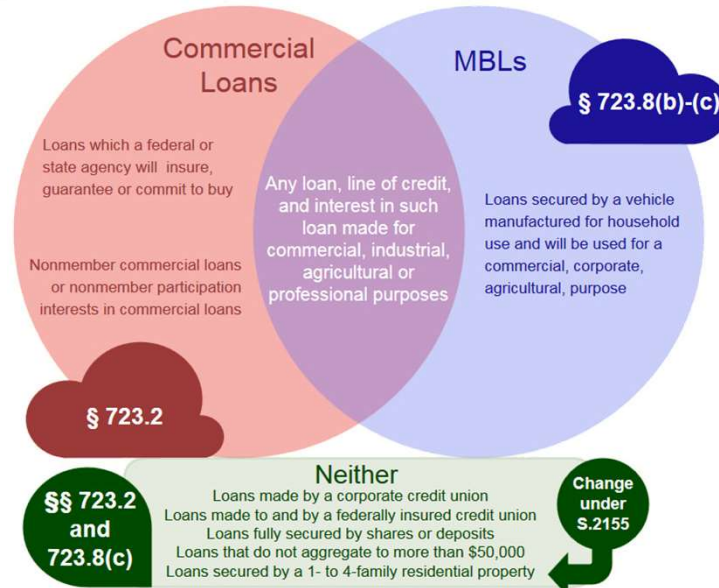 Commercial
Loans
Loans which a federal or
state agency will insure,
guarantee or commit to buy
Nonmember commercial loans
or nonmember participation
interests in commercial loans
§ 723.2
Any loan, line of credit,
and interest in such
loan made for
commercial, industrial,
agricultural or
professional purposes
MBLs
§ 723.8(b)-(c)
Loans secured by a vehicle
manufactured for household
use and will be used for a
commercial, corporate,
agricultural, purpose
§§ 723.2
and
723.8(c)
Neither
Loans made by a corporate credit union
Loans made to and by a federally insured credit union
Loans fully secured by shares or deposits
Loans that do not aggregate to more than $50,000
Loans secured by a 1- to 4-family residential property
Change
under
S.2155